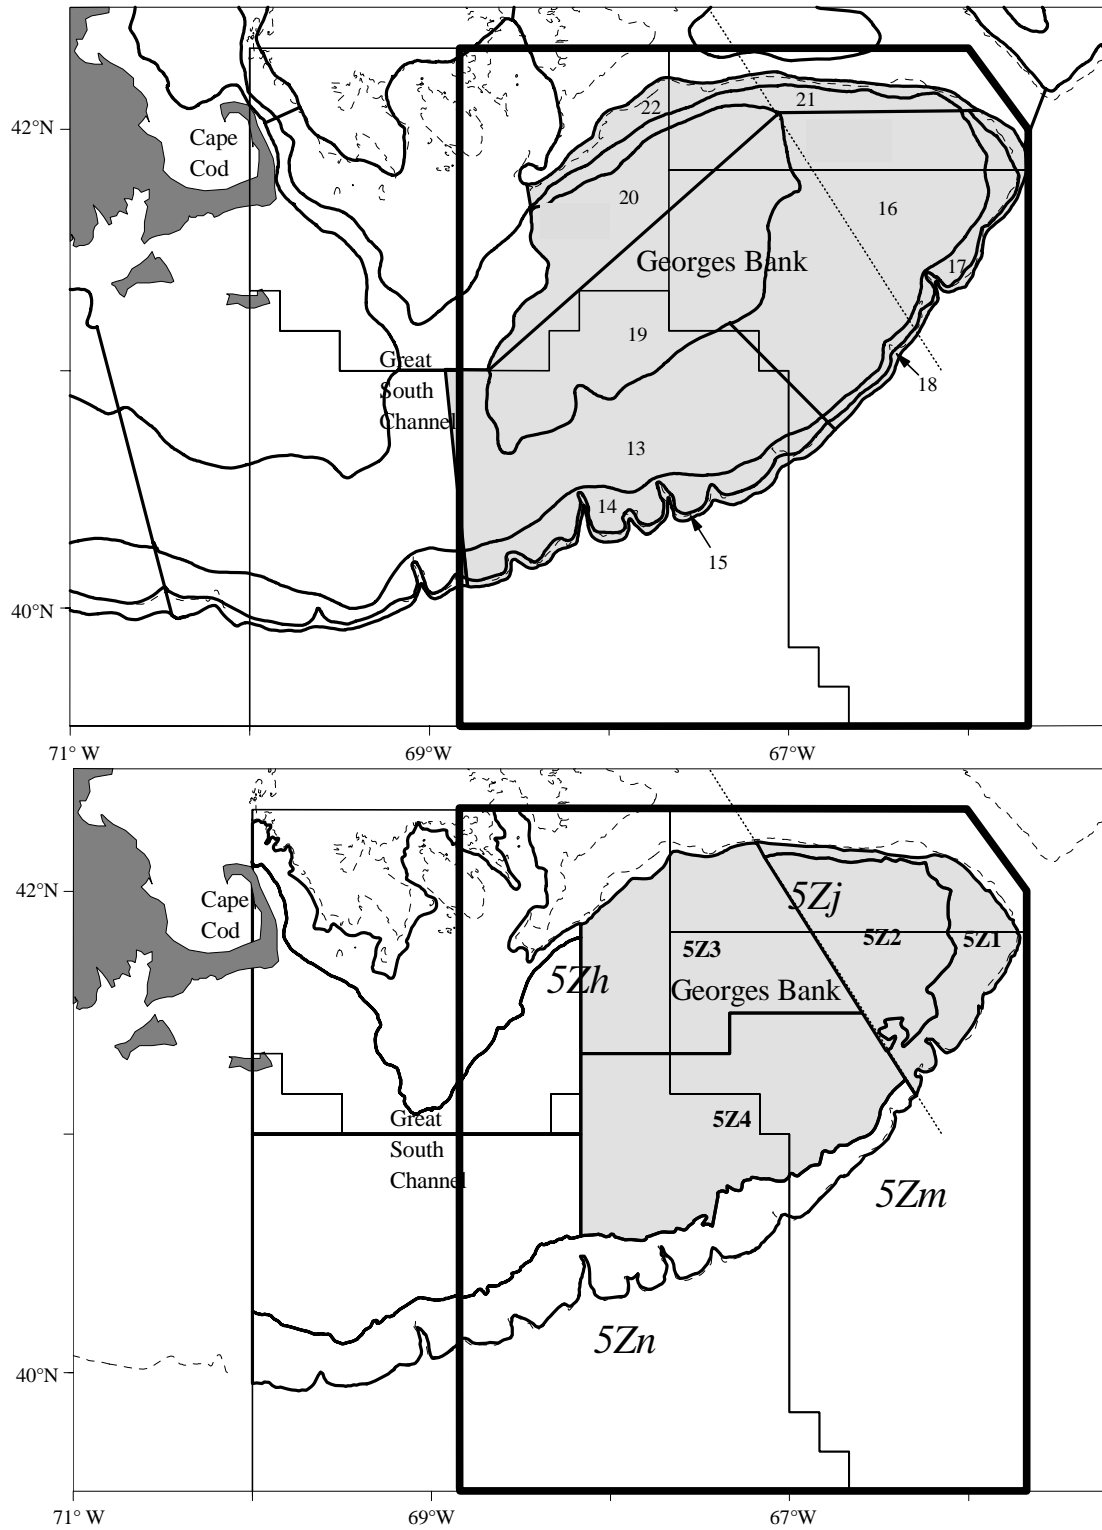 22
21
42°N
Cape
Cod
20
16
Georges Bank
17
19
Great
South
Channel
18
13
14
15
40°N
71° W
69°W
67°W
5Zj
42°N
Cape
Cod
5Z3
5Z2
5Z1
5Zh
Georges Bank
Great
South
Channel
5Z4
5Zm
5Zn
40°N
71° W
69°W
67°W